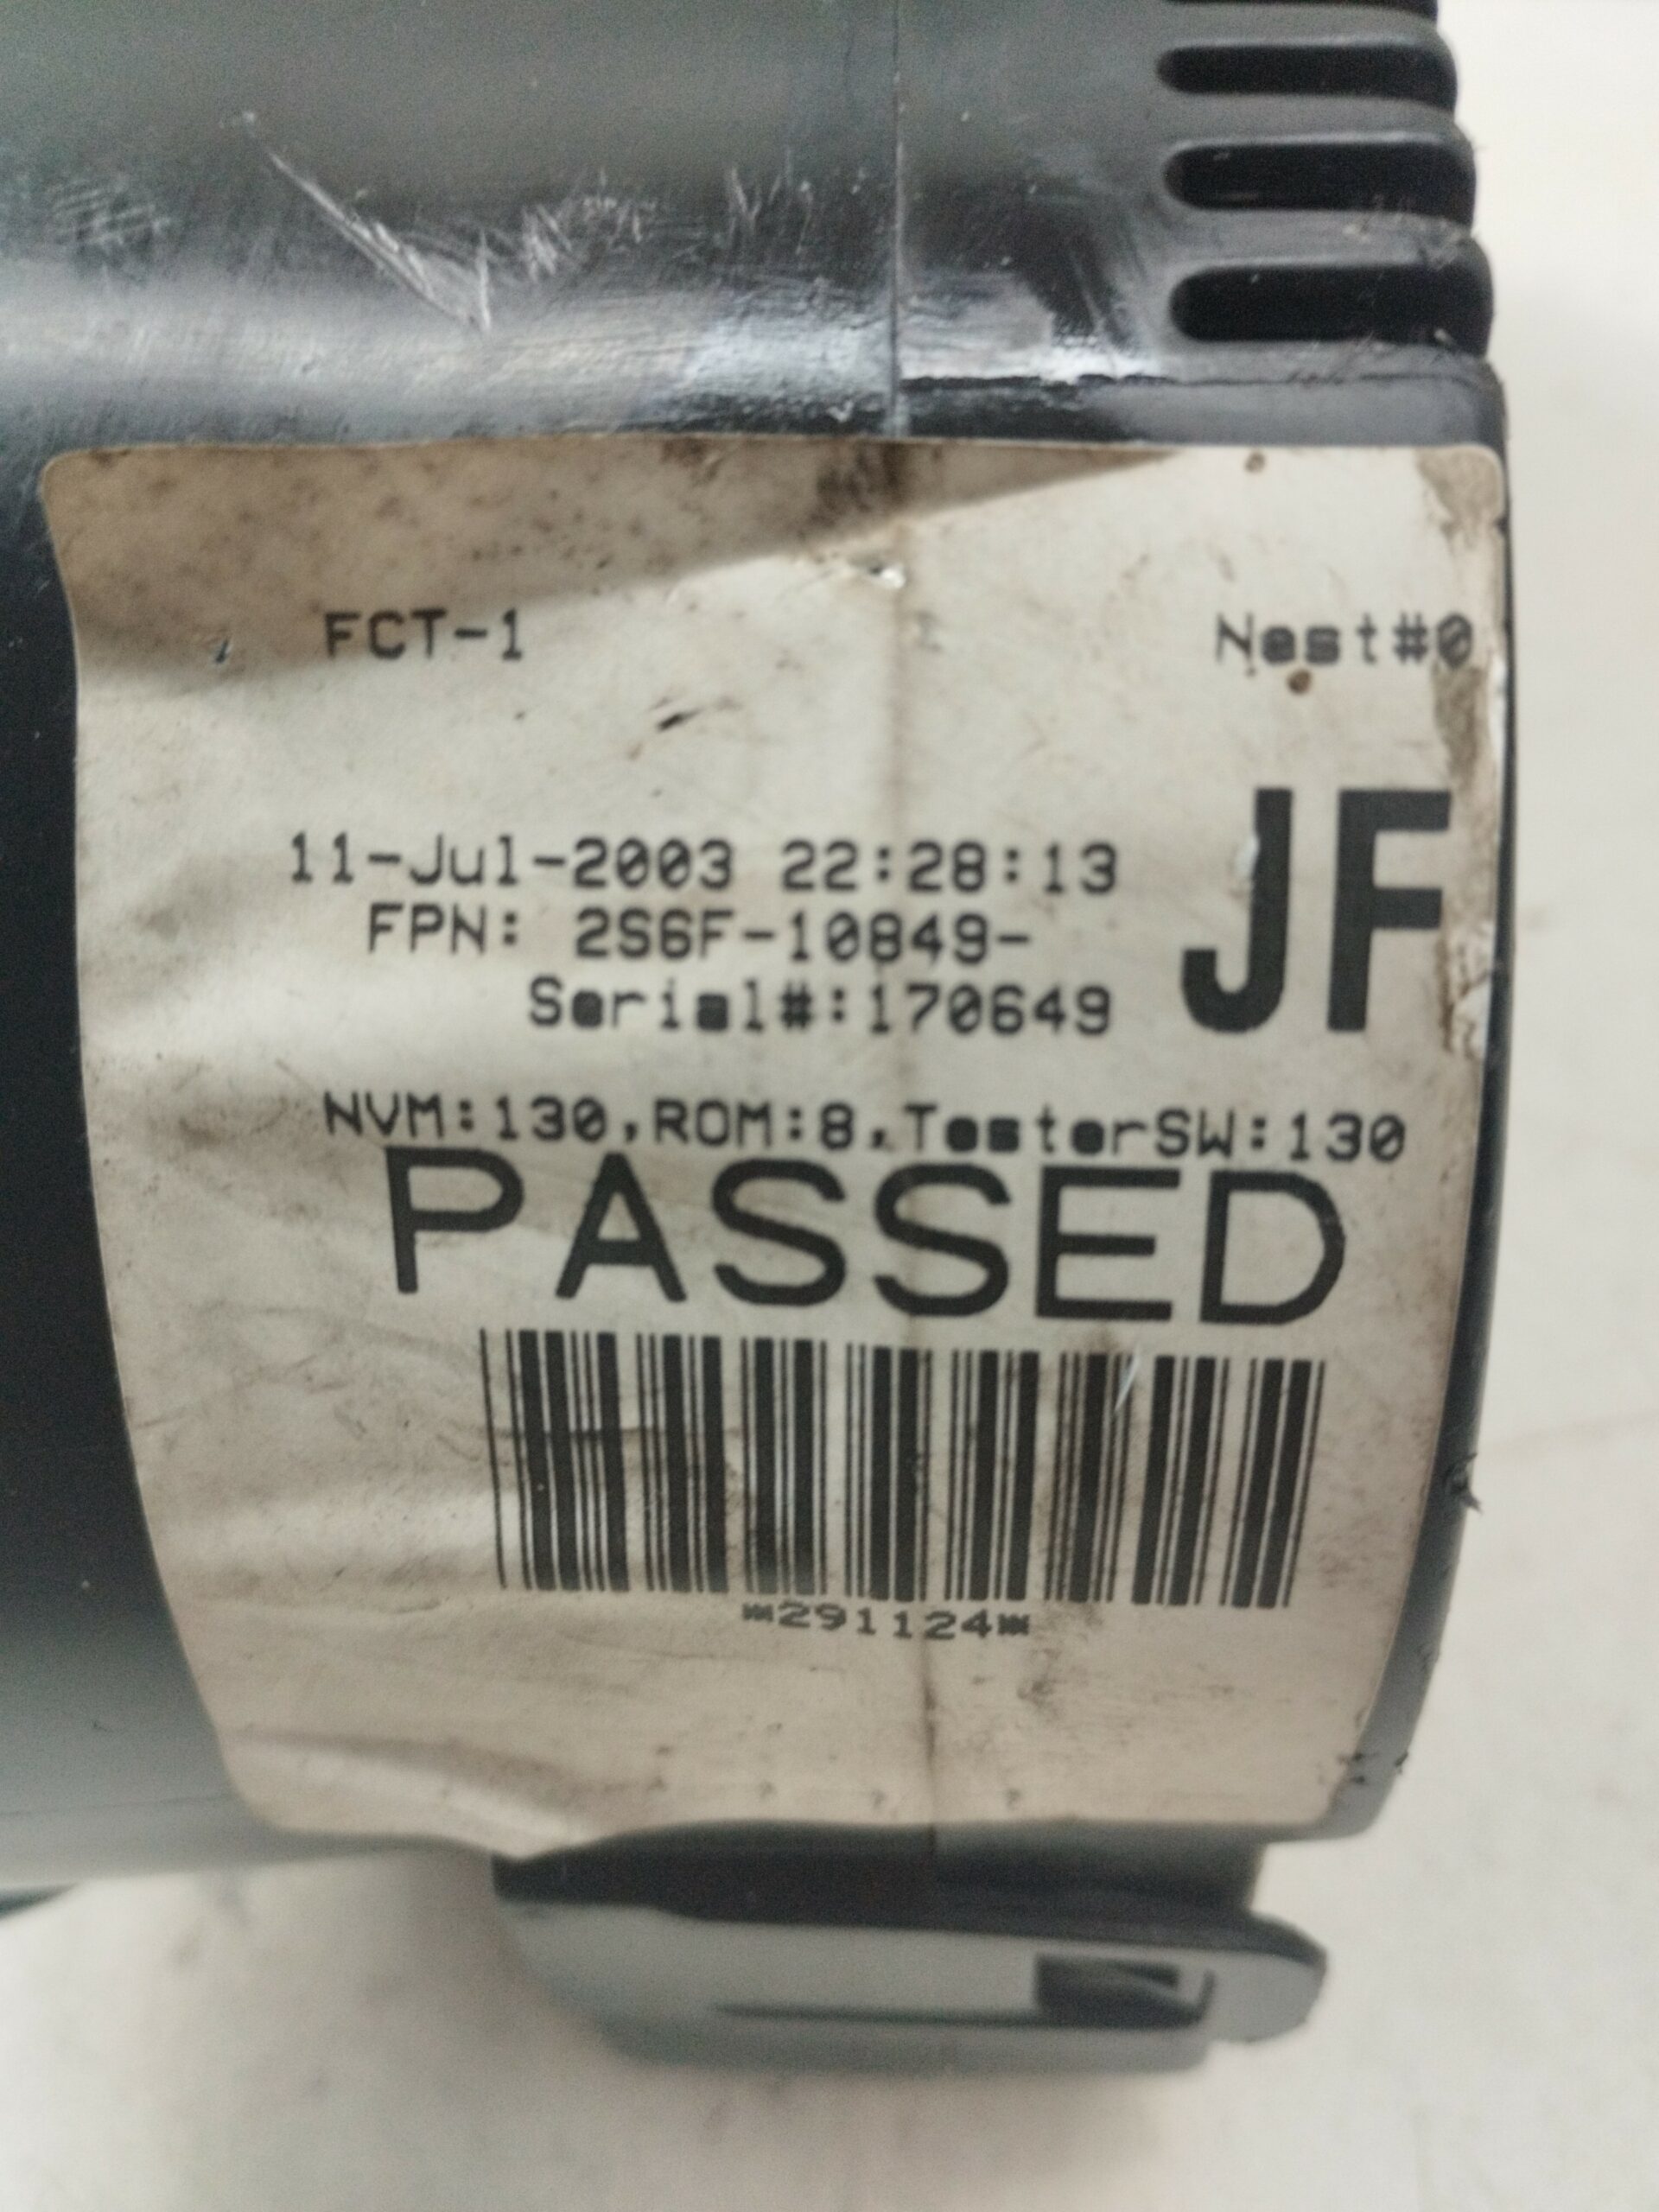 FCT-1 Nest#0
JF
11-Jul-2003 22:28:13
FPN: 2S6F-10849-
Serial#:170649
NVM:130,ROM:8,TesterSW:130
PASSED
*291124*